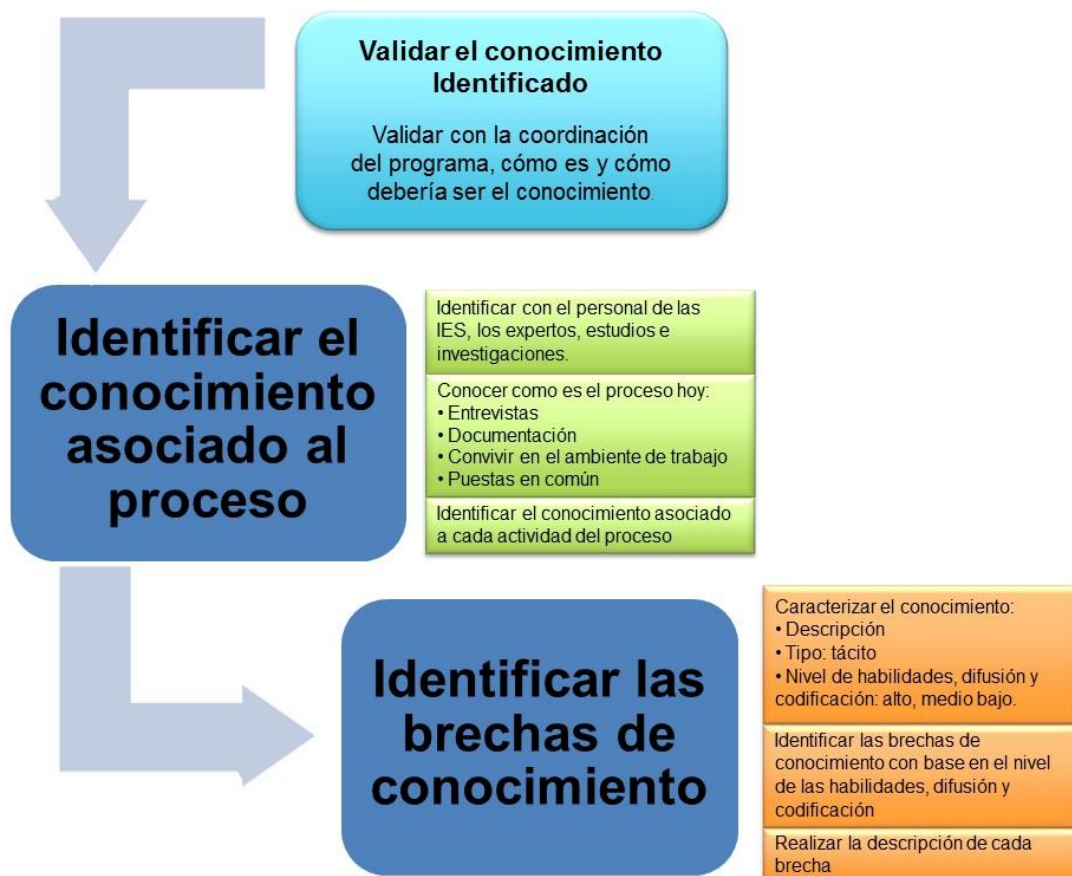 Validar el conocimiento
Identificado
Validar con la coordinación
del programa, cómo es y cómo
debería ser el conocimiento.
Identificar el
conocimiento
asociado al
proceso
Identificar con el personal de las
IES, los expertos, estudios e
investigaciones.
Conocer como es el proceso hoy:
• Entrevistas
• Documentación
• Convivir en el ambiente de trabajo
• Puestas en común
Identificar el conocimiento asociado
a cada actividad del proceso
Identificar las
brechas de
conocimiento
Caracterizar el conocimiento:
• Descripción
• Tipo: tácito
• Nivel de habilidades, difusión y
codificación: alto, medio bajo.
Identificar las brechas de
conocimiento con base en el nivel
de las habilidades, difusión y
codificación
Realizar la descripción de cada
brecha